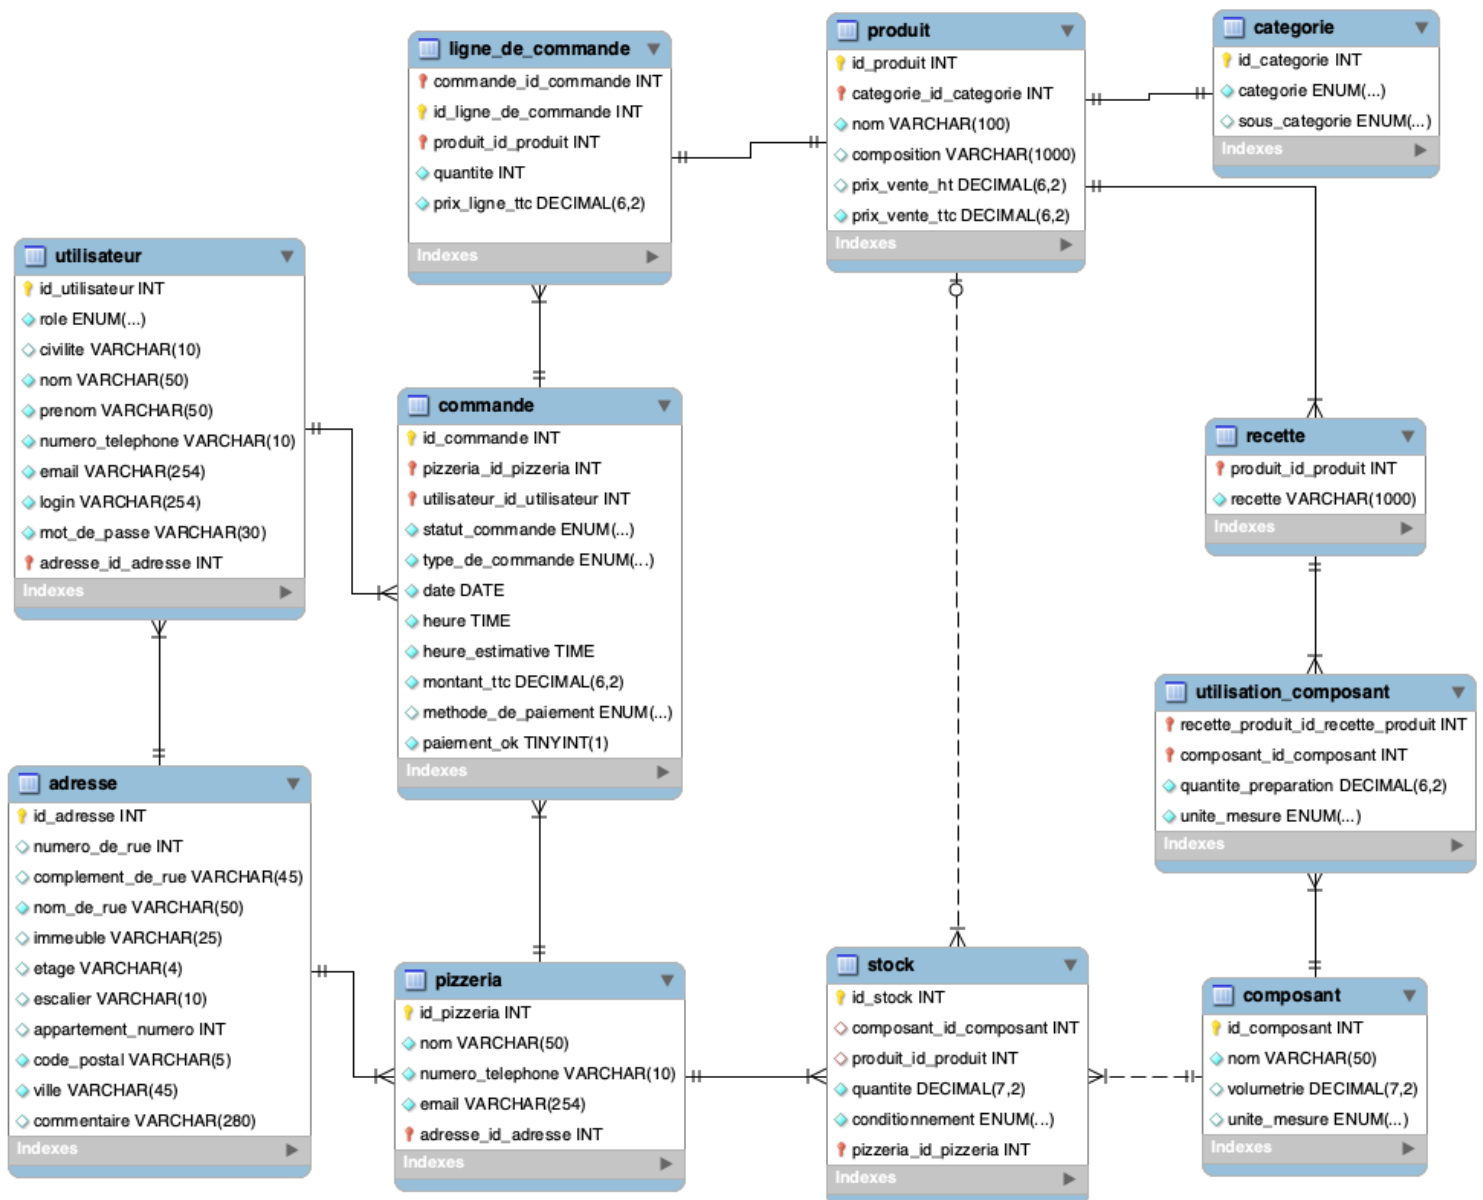 ligne_de_commande
commande_id_commande INT
id_ligne_de_commande INT
produit_id_produit INT
quantite INT
prix_ligne_ttc DECIMAL(6,2)
Indexes
produit
id_produit INT
categorie_id_categorie INT
nom VARCHAR(100)
composition VARCHAR(1000)
prix_vente_ht DECIMAL(6,2)
prix_vente_ttc DECIMAL(6,2)
Indexes
categorie
id_categorie INT
categorie ENUM(...)
sous_categorie ENUM(...)
Indexes
utilisateur
id_utilisateur INT
role ENUM(...)
civilite VARCHAR(10)
nom VARCHAR(50)
prenom VARCHAR(50)
numero_telephone VARCHAR(10)
email VARCHAR(254)
login VARCHAR(254)
mot_de_passe VARCHAR(30)
adresse_id_adresse INT
Indexes
commande
id_commande INT
pizzeria_id_pizzeria INT
utilisateur_id_utilisateur INT
statut_commande ENUM(...)
type_de_commande ENUM(...)
date DATE
heure TIME
heure_estimative TIME
montant_ttc DECIMAL(6,2)
methode_de_paiement ENUM(...)
paiement_ok TINYINT(1)
Indexes
recette
produit_id_produit INT
recette VARCHAR(1000)
Indexes
utilisation_composant
recette_produit_id_recette_produit INT
composant_id_composant INT
quantite_preparation DECIMAL(6,2)
unite_mesure ENUM(...)
Indexes
adresse
id_adresse INT
numero_de_rue INT
complement_de_rue VARCHAR(45)
nom_de_rue VARCHAR(50)
immeuble VARCHAR(25)
etage VARCHAR(4)
escalier VARCHAR(10)
appartement_numero INT
code_postal VARCHAR(5)
ville VARCHAR(45)
commentaire VARCHAR(280)
Indexes
pizzeria
id_pizzeria INT
nom VARCHAR(50)
numero_telephone VARCHAR(10)
email VARCHAR(254)
adresse_id_adresse INT
Indexes
stock
id_stock INT
composant_id_composant INT
produit_id_produit INT
quantite DECIMAL(7,2)
conditionnement ENUM(...)
pizzeria_id_pizzeria INT
Indexes
composant
id_composant INT
nom VARCHAR(50)
volumetrie DECIMAL(7,2)
unite_mesure ENUM(...)
Indexes